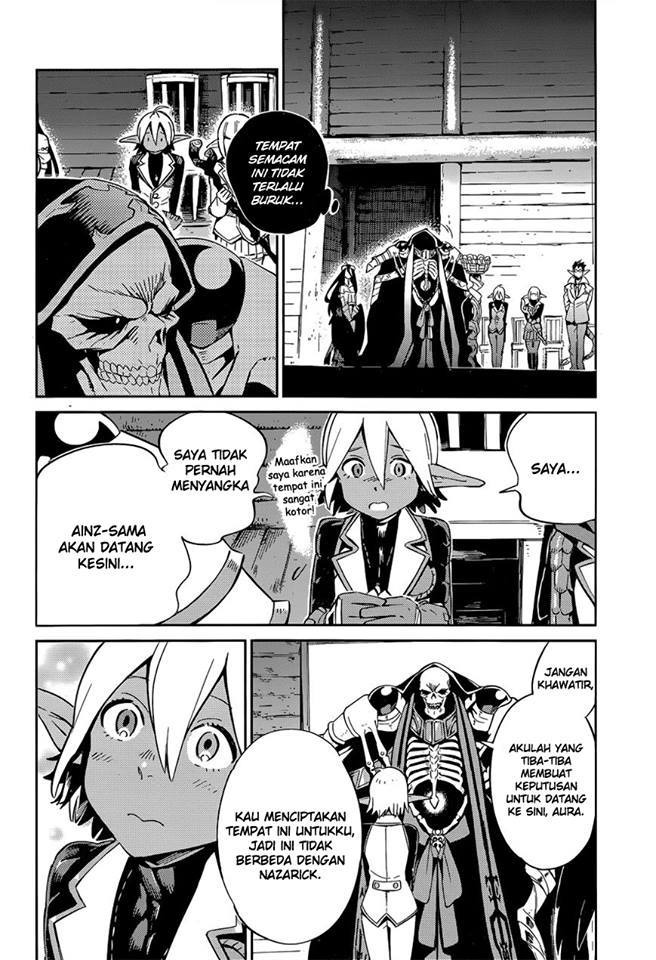 TEMPAT
SEMACAM
INI TIDAK
TERLALU
BURUK...
SAYA...
Maafkan
saya karena
tempat ini
sangat
kotor!
SAYA TIDAK
PERNAH
MENYANGKA
AINZ-SAMA
AKAN DATANG
KESINI...
JANGAN
KHAWATIR,
AKULAH YANG
TIBA-TIBA
MEMBUAT
KEPUTUSAN
UNTUK DATANG
KE SINI, AURA.
KAU MENCIPTAKAN
TEMPAT INI UNTUKKU,
JADI INI TIDAK
BERBEDA DENGAN
NAZARICK.